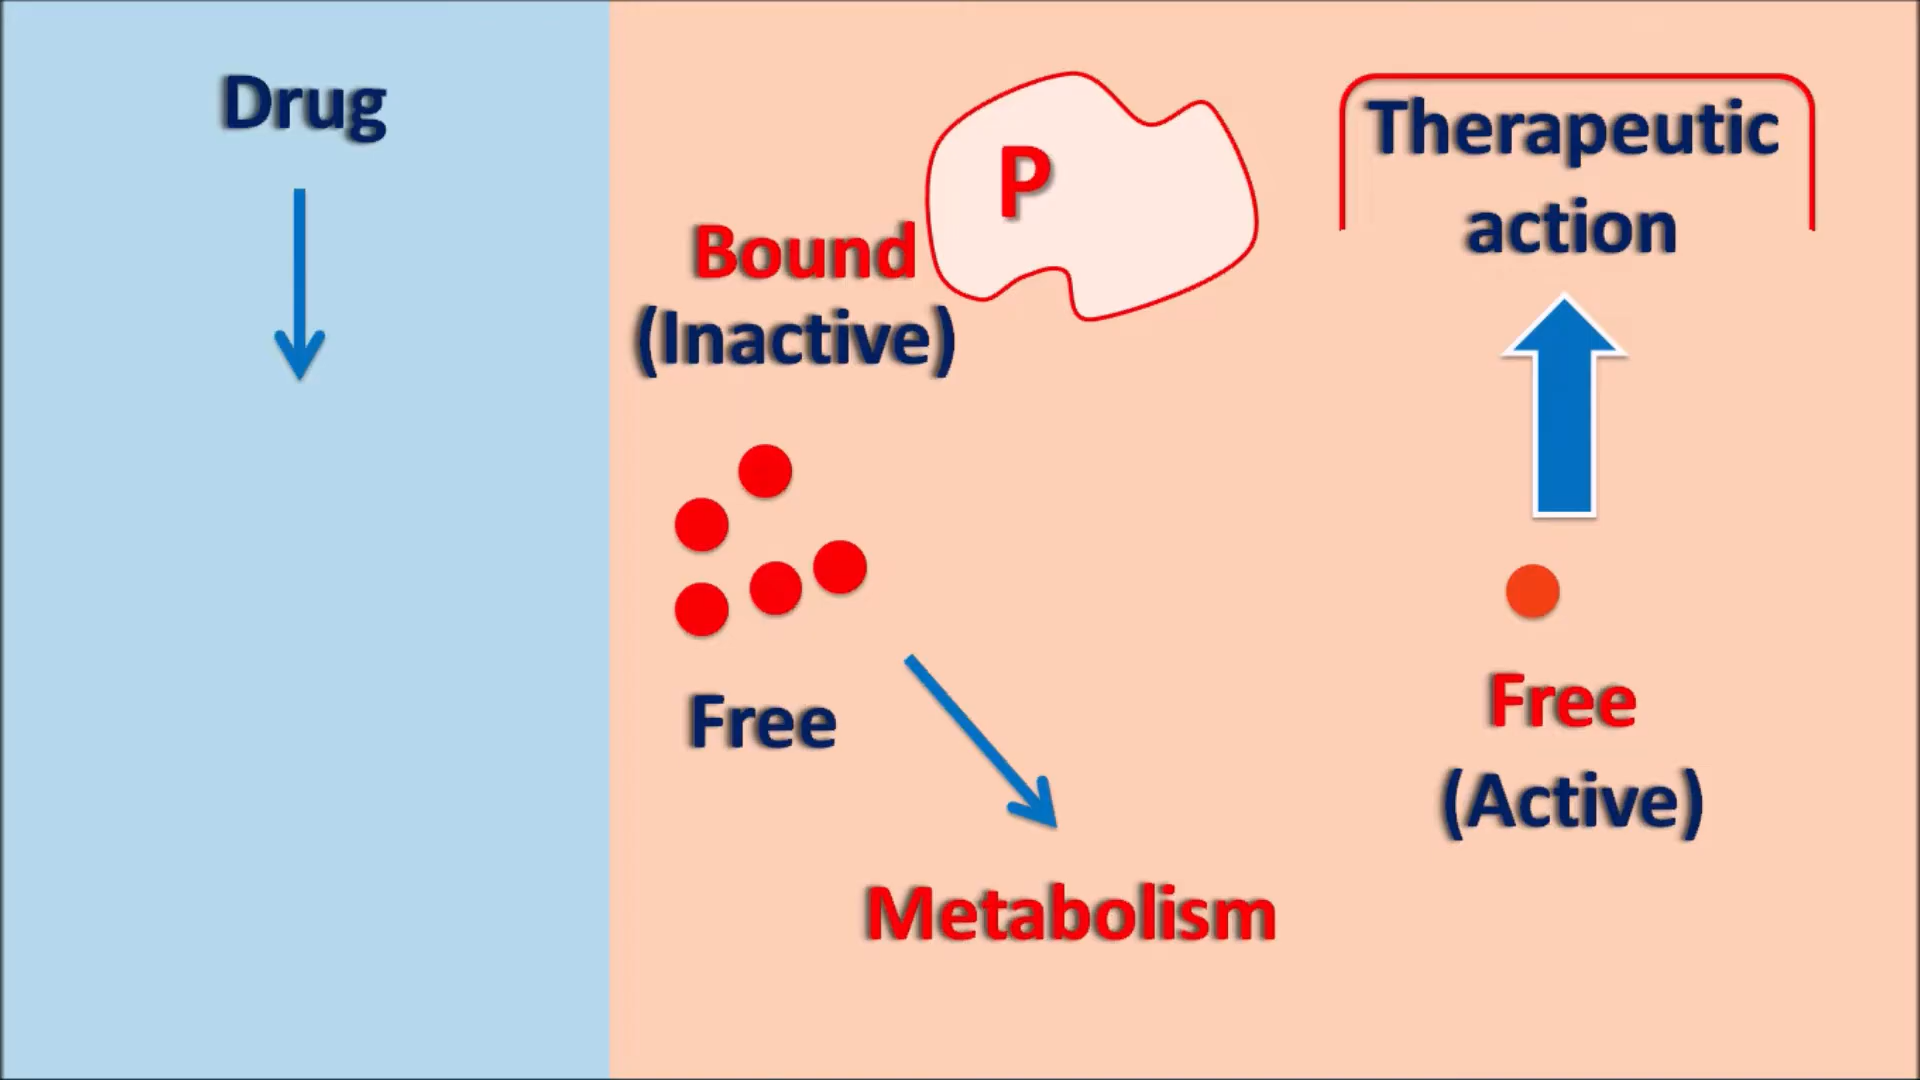 Drug
P
Bound
(Inactive)
Free
Metabolism
Therapeutic
action
Free
(Active)